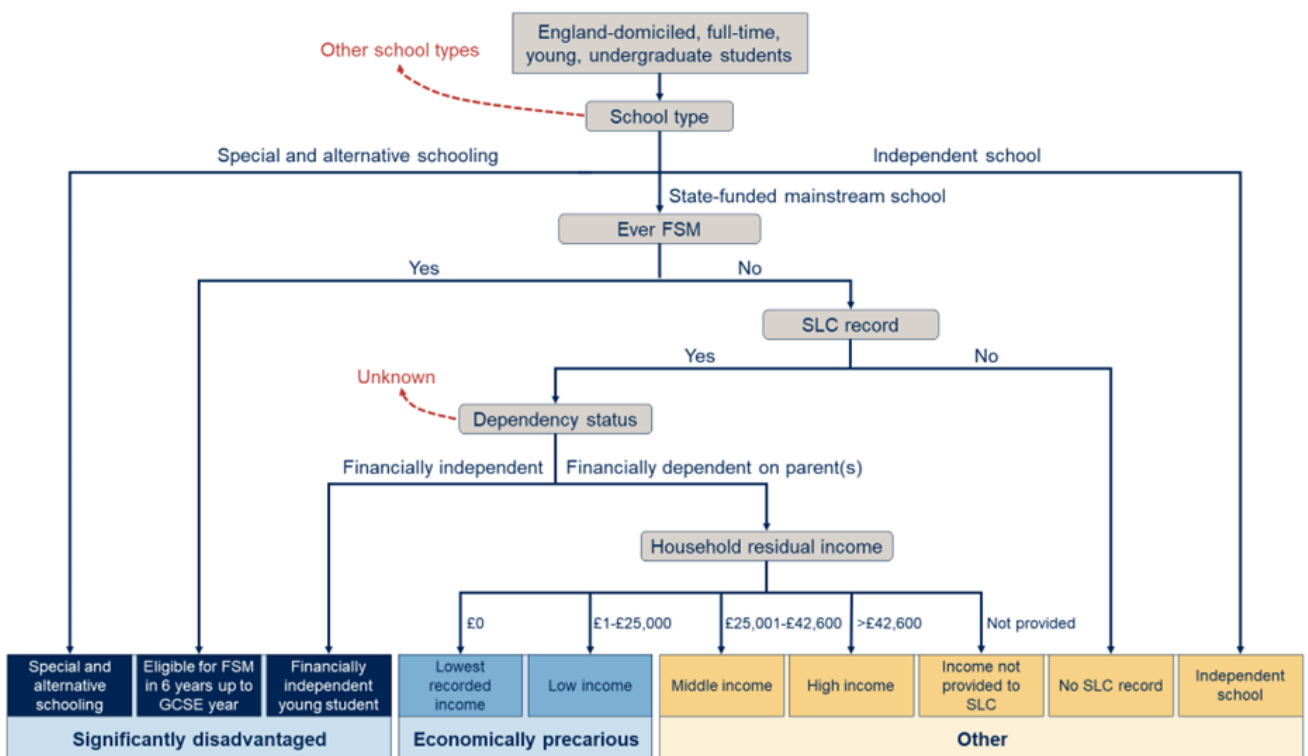 England-domiciled, full-time,
young, undergraduate students
Other school types
School type
Special and alternative schooling
Independent school
State-funded mainstream school
Ever FSM
Yes
No
SLC record
Yes
No
Unknown
Dependency status
Financially independent
Financially dependent on parent(s)
Household residual income
£0
£1-£25,000
£25,001-£42,600
>£42,600
Not provided
Special and
alternative
schooling
Eligible for FSM
in 6 years up to
GCSE year
Financially
independent
young student
Lowest
recorded
income
Low income
Middle income
High income
Income not
provided to
SLC
No SLC record
Independent
school
Significantly disadvantaged
Economically precarious
Other